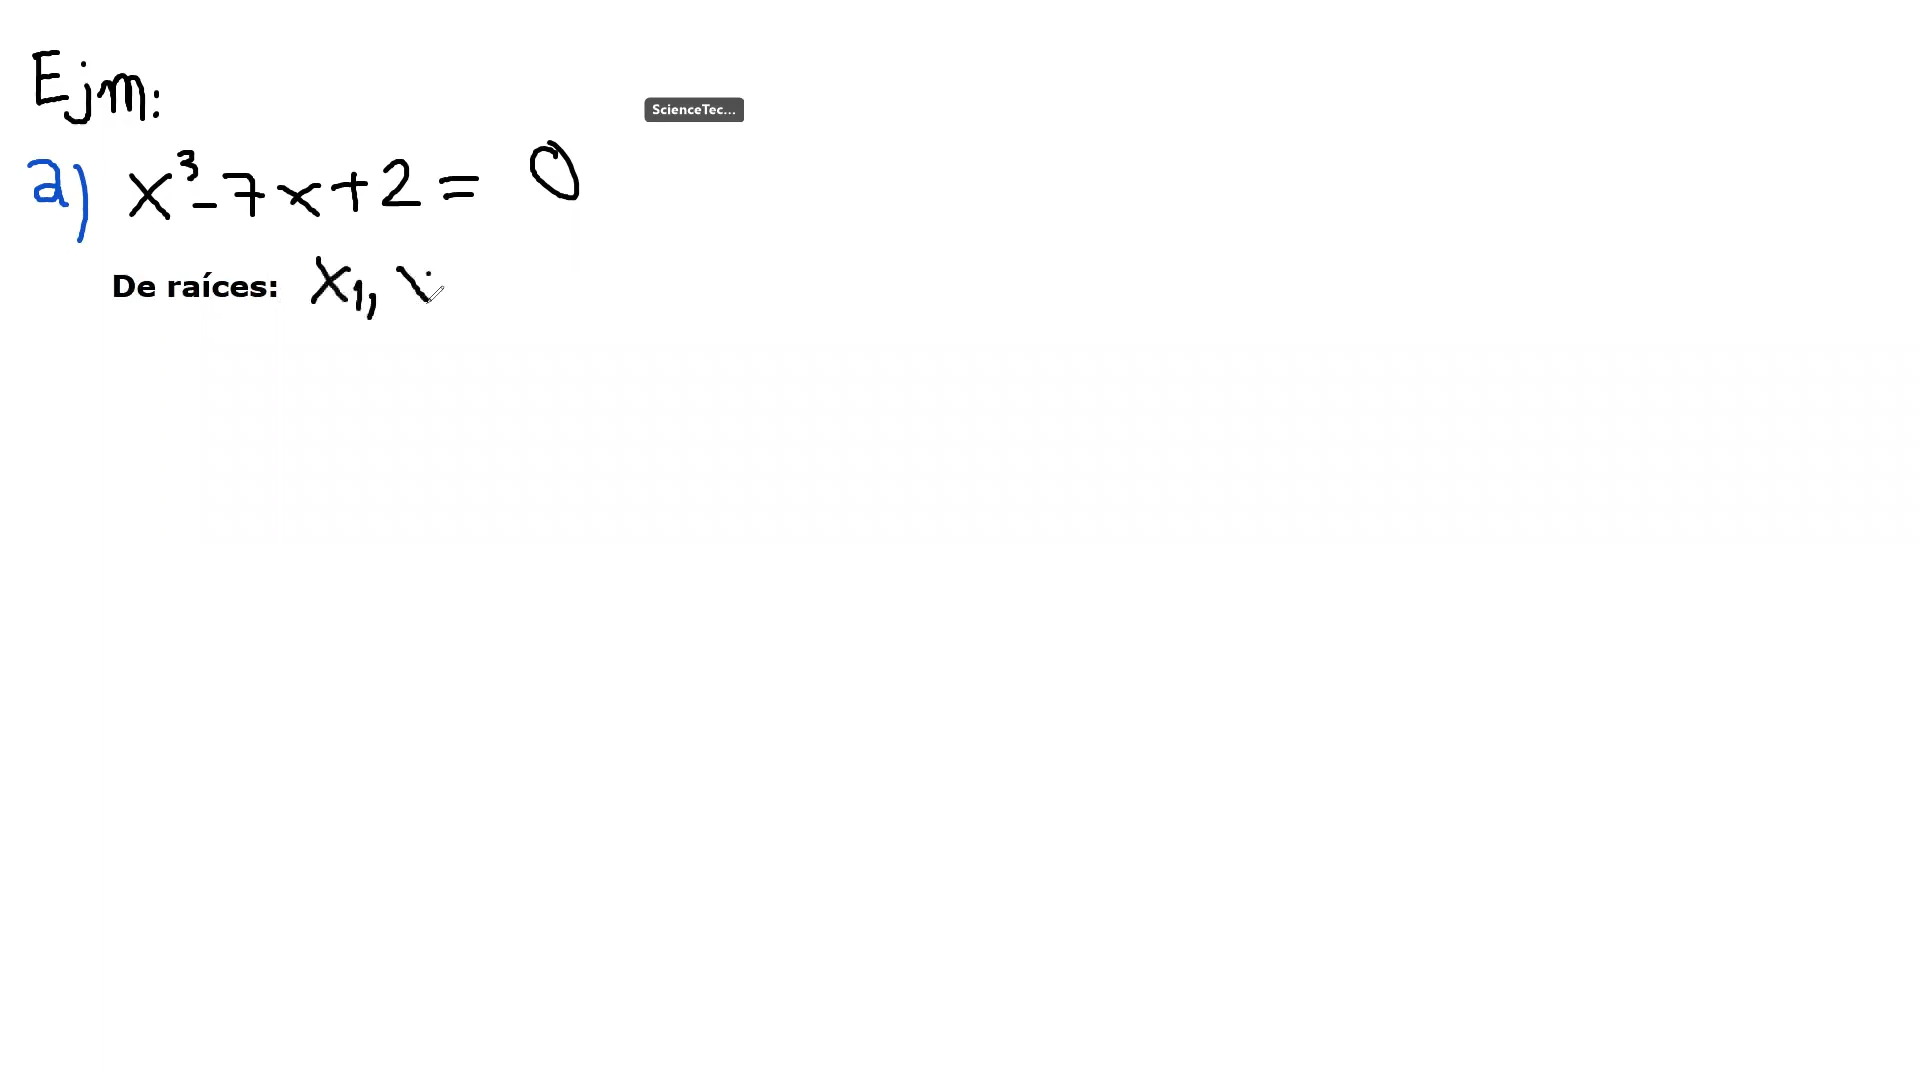 Ejm:
ScienceTec...
a) x³-7x+2= 0
De raíces: x₁,